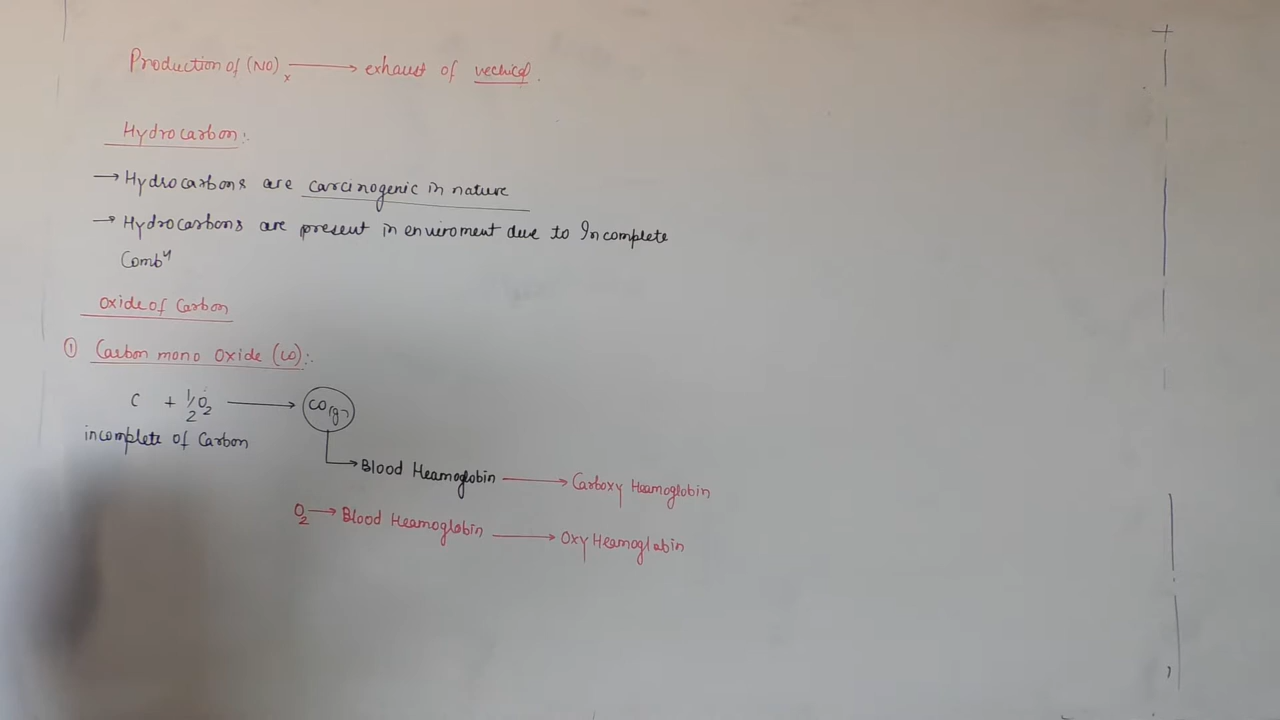 Production of (NO)x ⟶ exhaust of vechical.
Hydrocarbon:.
→ Hydrocarbons are carcinogenic in nature
→ Hydrocarbons are present in enviroment due to Incomplete
Combⁿ
Oxide of Carbon
① Carbon mono Oxide (CO):.
C + 1/2 O2 ⟶ CO(g)
incomplete of Carbon
Blood Heamoglobin ⟶ Carboxy Heamoglobin
O2 → Blood Heamoglobin ⟶ Oxy Heamoglobin